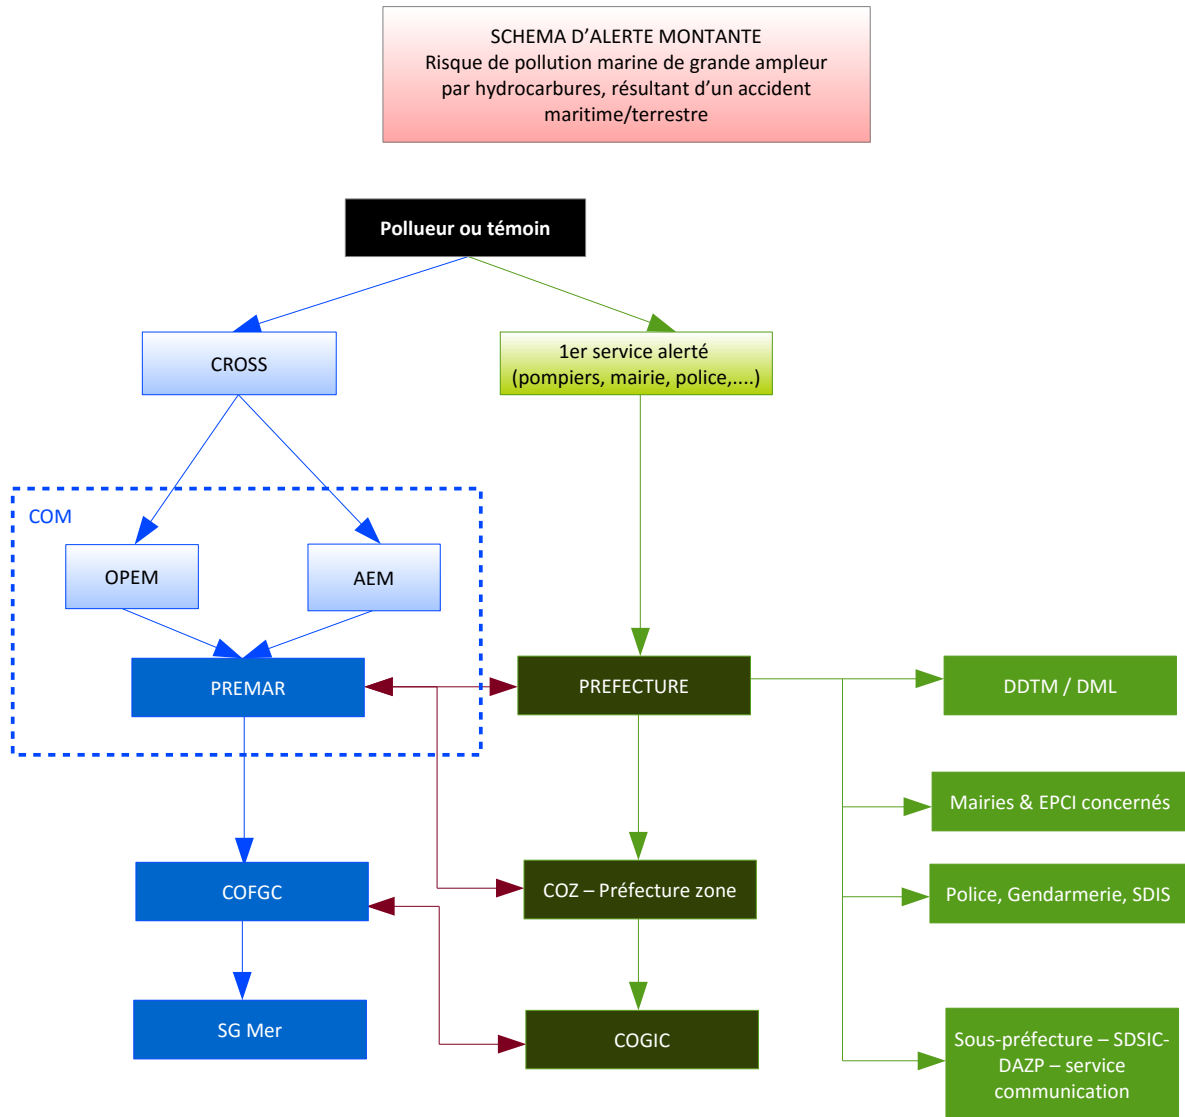 SCHEMA D’ALERTE MONTANTE
Risque de pollution marine de grande ampleur
par hydrocarbures, résultant d’un accident
maritime/terrestre
Pollueur ou témoin
CROSS
1er service alerté
(pompiers, mairie, police,....)
COM
OPEM
AEM
PREMAR
PREFECTURE
DDTM / DML
Mairies & EPCI concernés
COFGC
COZ – Préfecture zone
Police, Gendarmerie, SDIS
SG Mer
COGIC
Sous-préfecture – SDSIC-
DAZP – service
communication